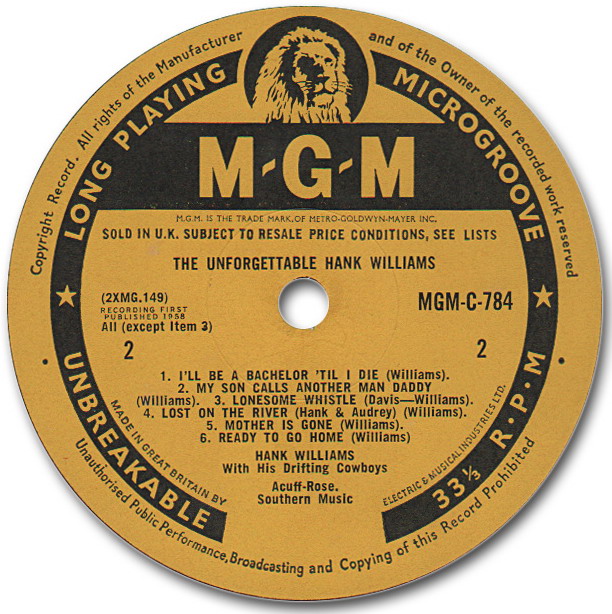 Copyright Record. All rights of the Manufacturer and of the Owner of the recorded work reserved
LONG PLAYING MICROGROOVE
M-G-M
M.G.M. IS THE TRADE MARK, OF METRO-GOLDWYN-MAYER INC.
SOLD IN U.K. SUBJECT TO RESALE PRICE CONDITIONS, SEE LISTS
THE UNFORGETTABLE HANK WILLIAMS
(2XMG.149)
RECORDING FIRST
PUBLISHED 1958
All (except Item 3)
2
MGM-C-784
2
1. I'LL BE A BACHELOR 'TIL I DIE (Williams).
2. MY SON CALLS ANOTHER MAN DADDY
(Williams). 3. LONESOME WHISTLE (Davis—Williams).
4. LOST ON THE RIVER (Hank & Audrey) (Williams).
5. MOTHER IS GONE (Williams).
6. READY TO GO HOME (Williams)
HANK WILLIAMS
With His Drifting Cowboys
Acuff-Rose.
Southern Music
MADE IN GREAT BRITAIN BY
ELECTRIC & MUSICAL INDUSTRIES LTD.
UNBREAKABLE
33⅓ R·P·M
Unauthorised Public Performance, Broadcasting and Copying of this Record Prohibited